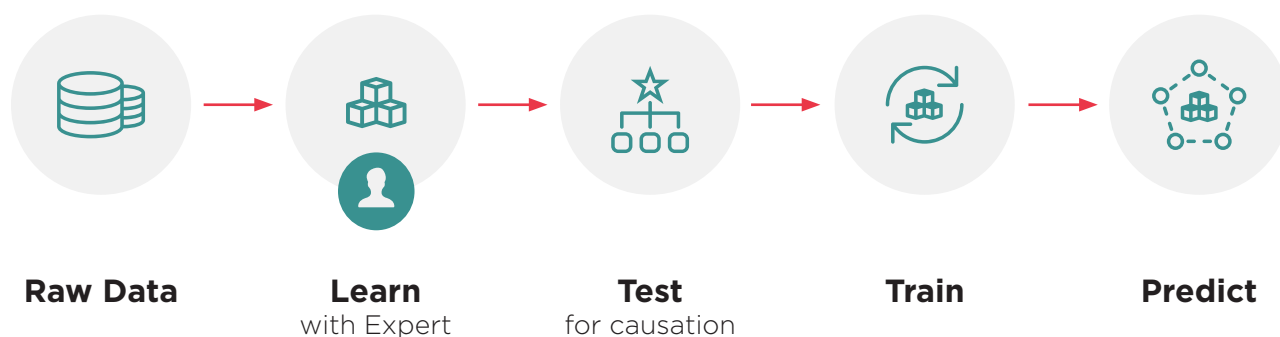 Raw Data
Learn
with Expert
Test
for causation
Train
Predict